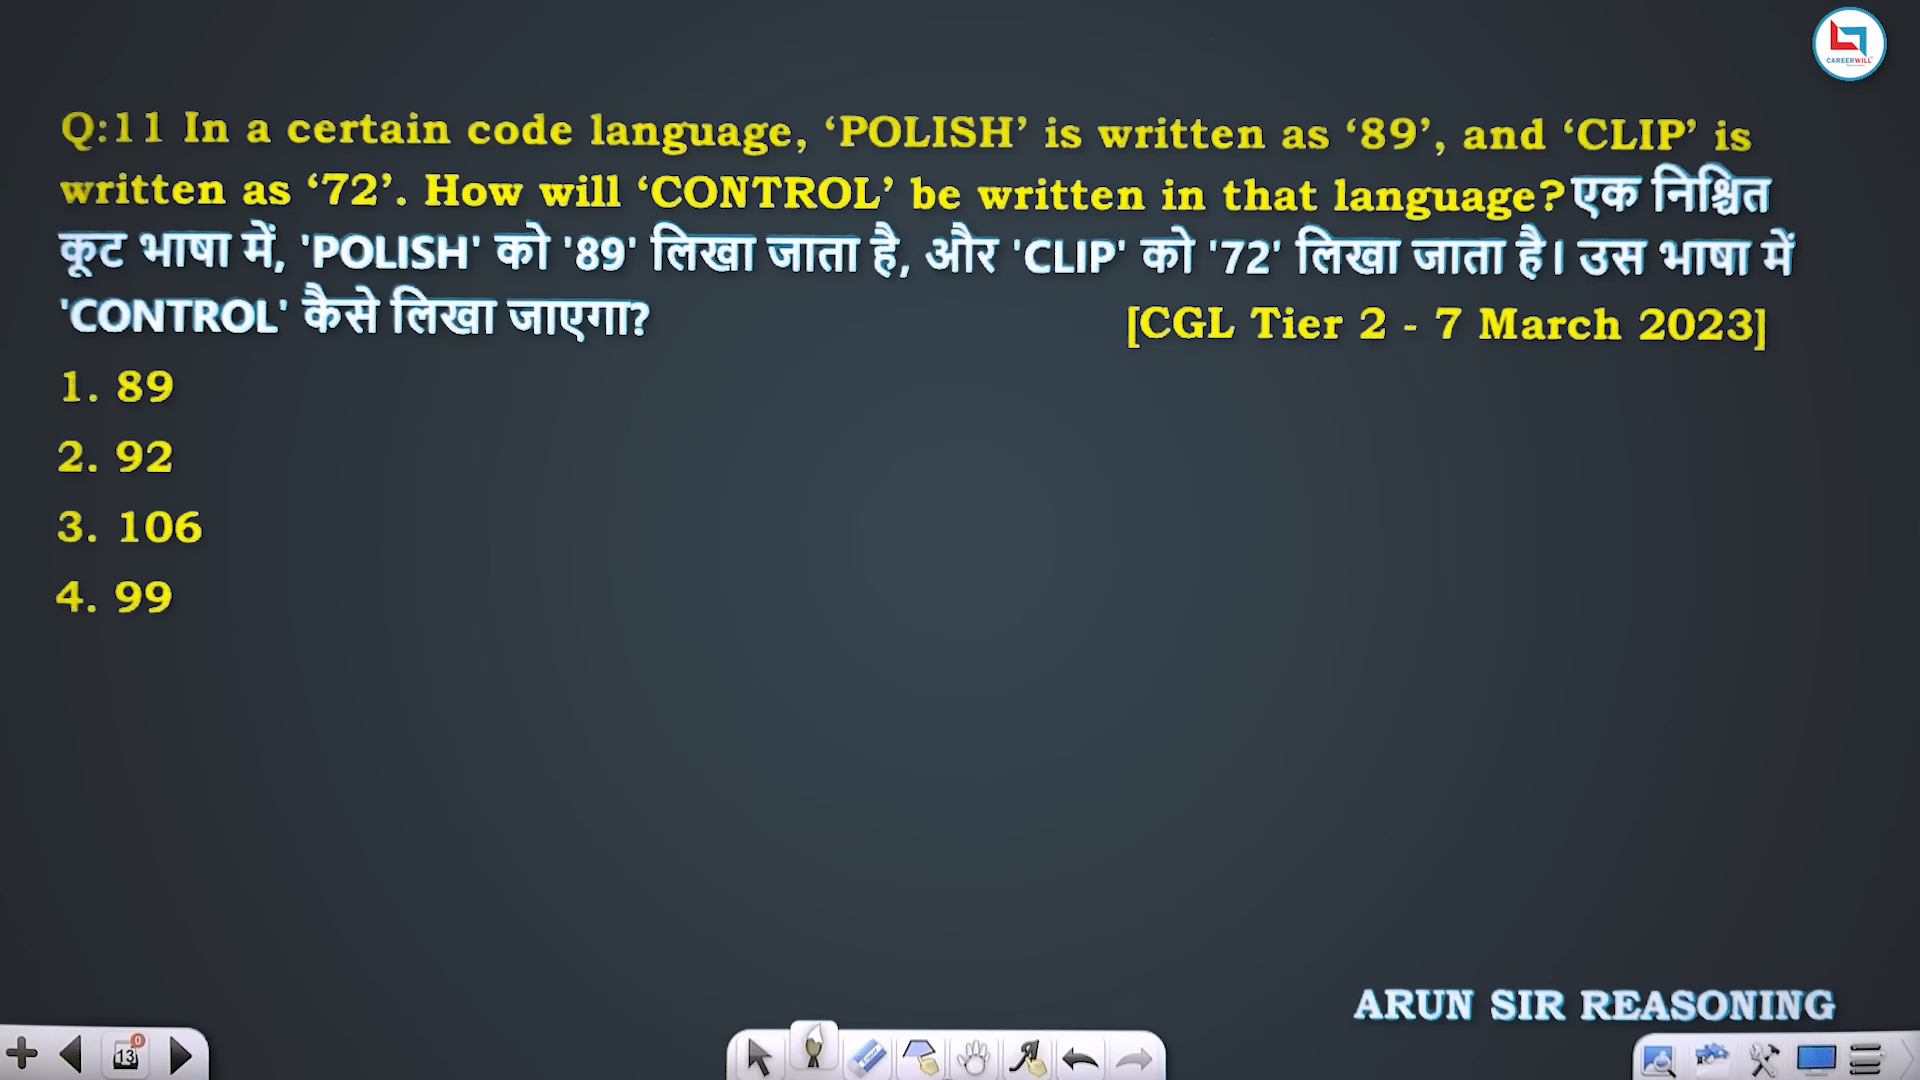 CAREERWILL
Q:11 In a certain code language, ‘POLISH’ is written as ‘89’, and ‘CLIP’ is
written as ‘72’. How will ‘CONTROL’ be written in that language? एक निश्चित
कूट भाषा में, 'POLISH' को '89' लिखा जाता है, और 'CLIP' को '72' लिखा जाता है। उस भाषा में
'CONTROL' कैसे लिखा जाएगा? [CGL Tier 2 - 7 March 2023]
1. 89
2. 92
3. 106
4. 99
ARUN SIR REASONING
13
0